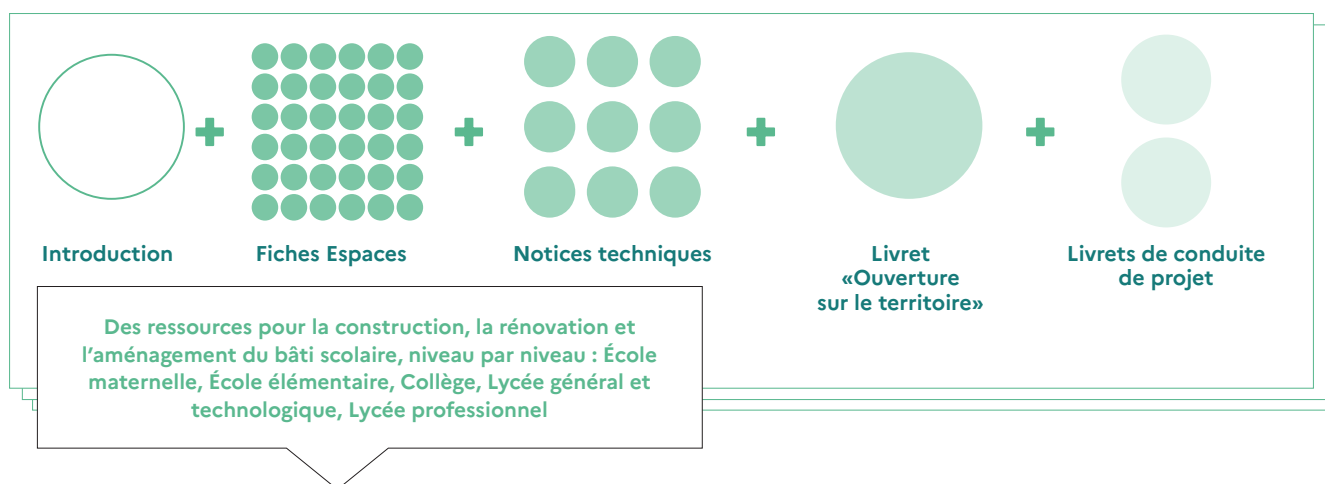 Introduction
Fiches Espaces
Notices techniques
Livret
«Ouverture
sur le territoire»
Livrets de conduite
de projet
Des ressources pour la construction, la rénovation et
l’aménagement du bâti scolaire, niveau par niveau : École
maternelle, École élémentaire, Collège, Lycée général et
technologique, Lycée professionnel